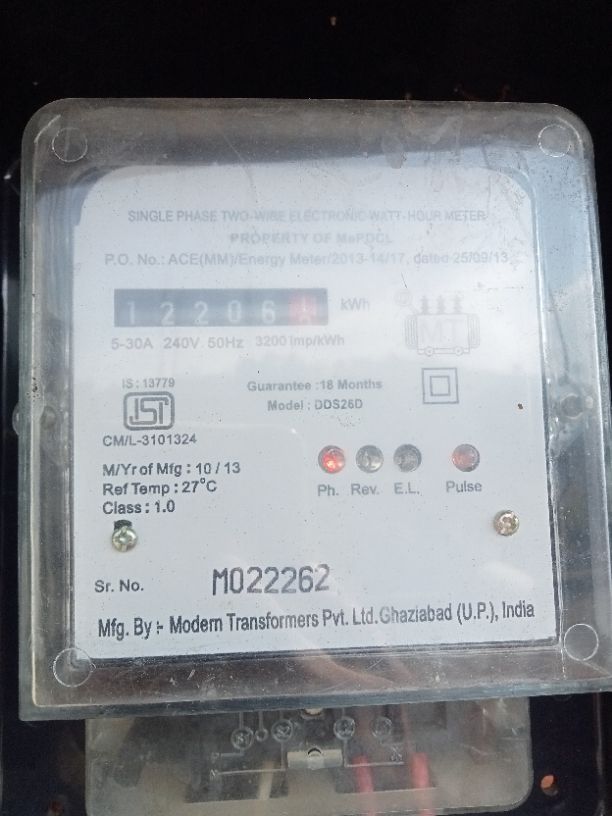 SINGLE PHASE TWO-WIRE ELECTRONIC WATT-HOUR METER
PROPERTY OF MePDCL
P.O. No.: ACE(MM)/Energy Meter/2013-14/17, dated-25/09/13
12206 kWh
5-30A 240V 50Hz 3200 imp/kWh
MT
IS : 13779
Guarantee : 18 Months
Model : DDS26D
ISI
CM/L-3101324
M/Yr of Mfg : 10 / 13
Ref Temp : 27°C
Class : 1.0
Ph. Rev. E.L. Pulse
Sr. No. M022262
Mfg. By :- Modern Transformers Pvt. Ltd. Ghaziabad (U.P.), India